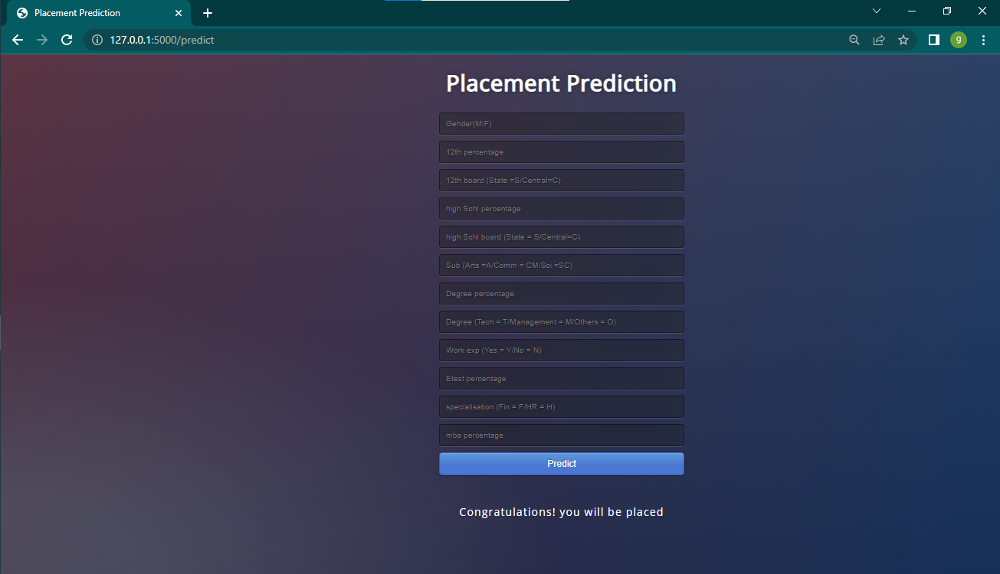 Placement Prediction
127.0.0.1:5000/predict
g
Placement Prediction
Gender(M/F)
12th percentage
12th board (State =S/Central=C)
high Schl percentage
high Schl board (State = S/Central=C)
Sub (Arts =A/Comm = CM/Sci =SC)
Degree percentage
Degree (Tech = T/Management = M/Others = O)
Work exp (Yes = Y/No = N)
Etest percentage
specialisation (Fin = F/HR = H)
mba percentage
Predict
Congratulations! you will be placed